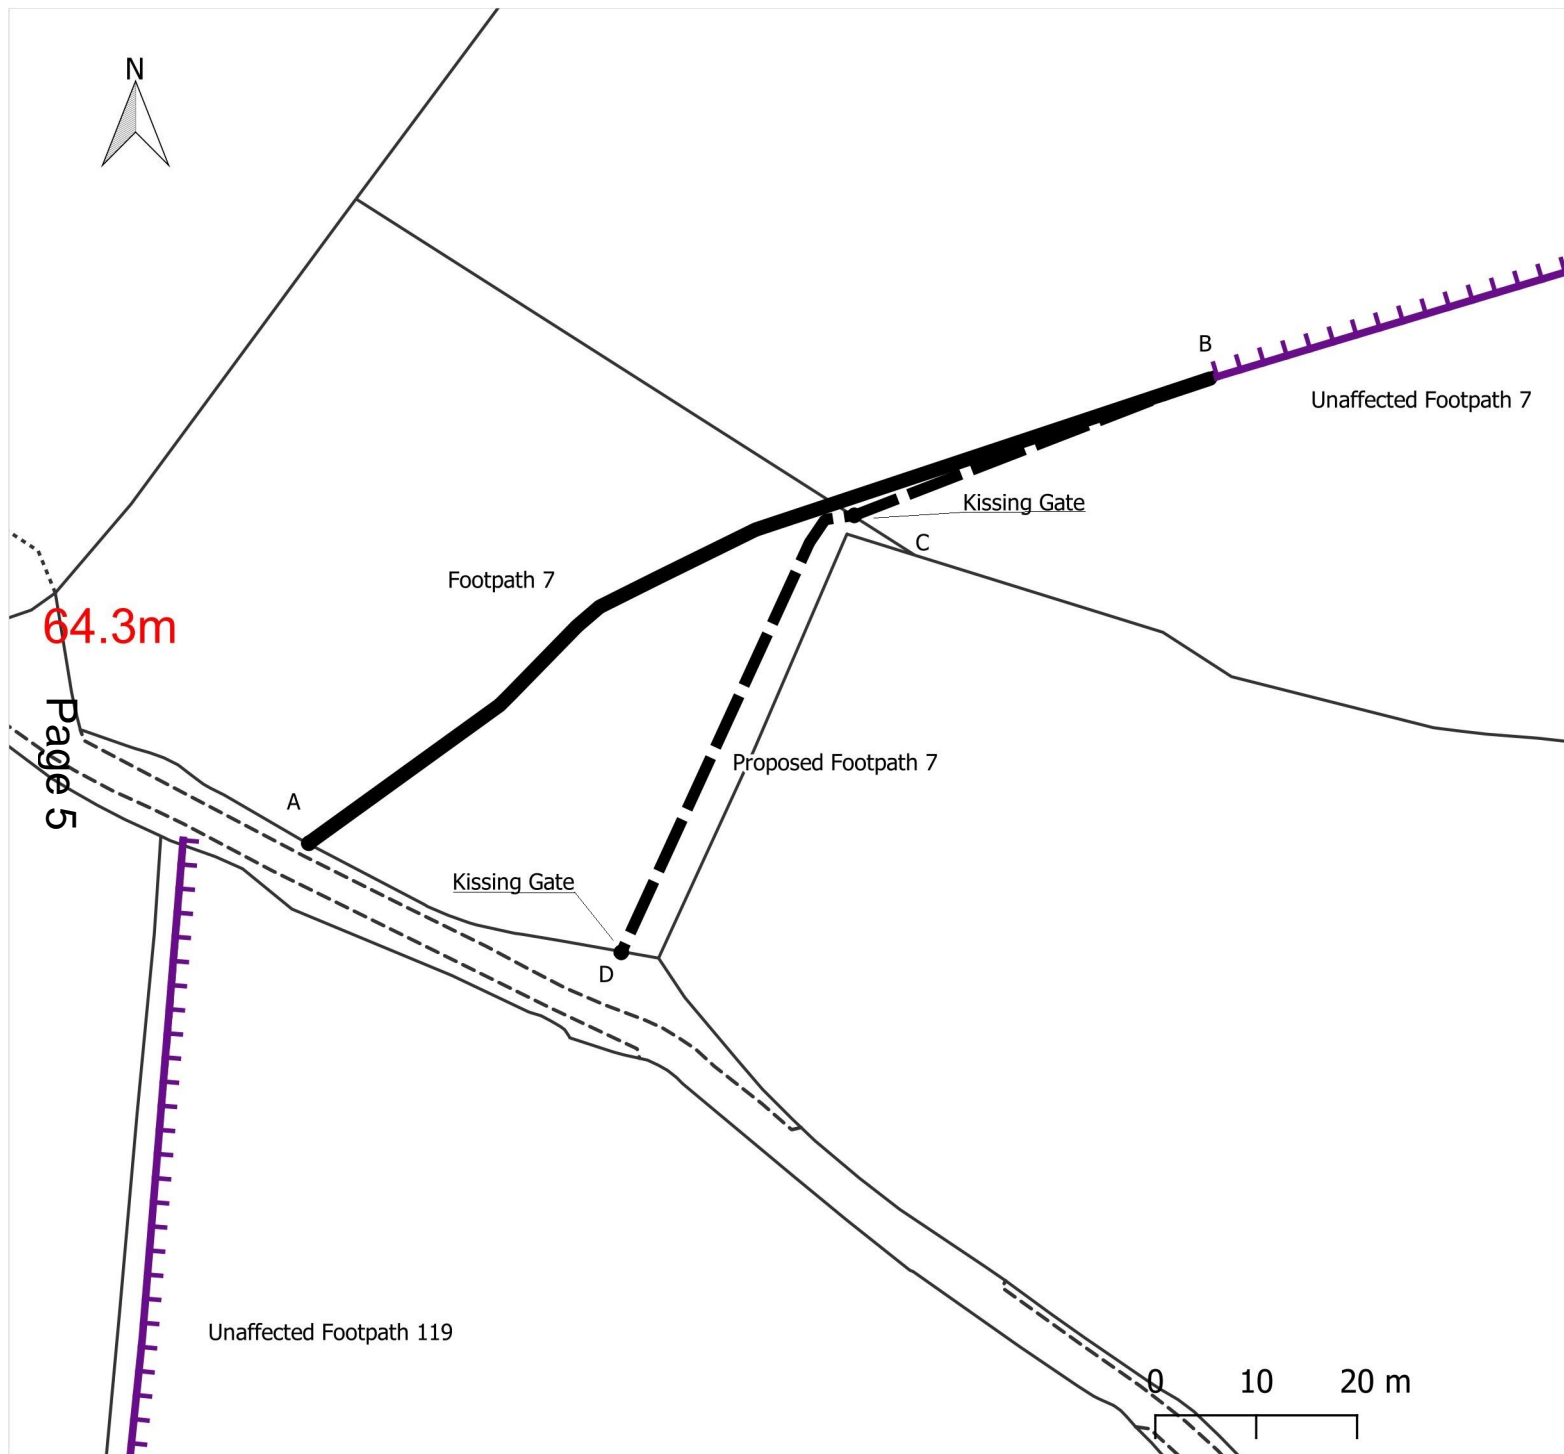 N
B
Unaffected Footpath 7
Kissing Gate
C
Footpath 7
64.3m
Page 5
Proposed Footpath 7
A
Kissing Gate
D
Unaffected Footpath 119
0 10 20 m